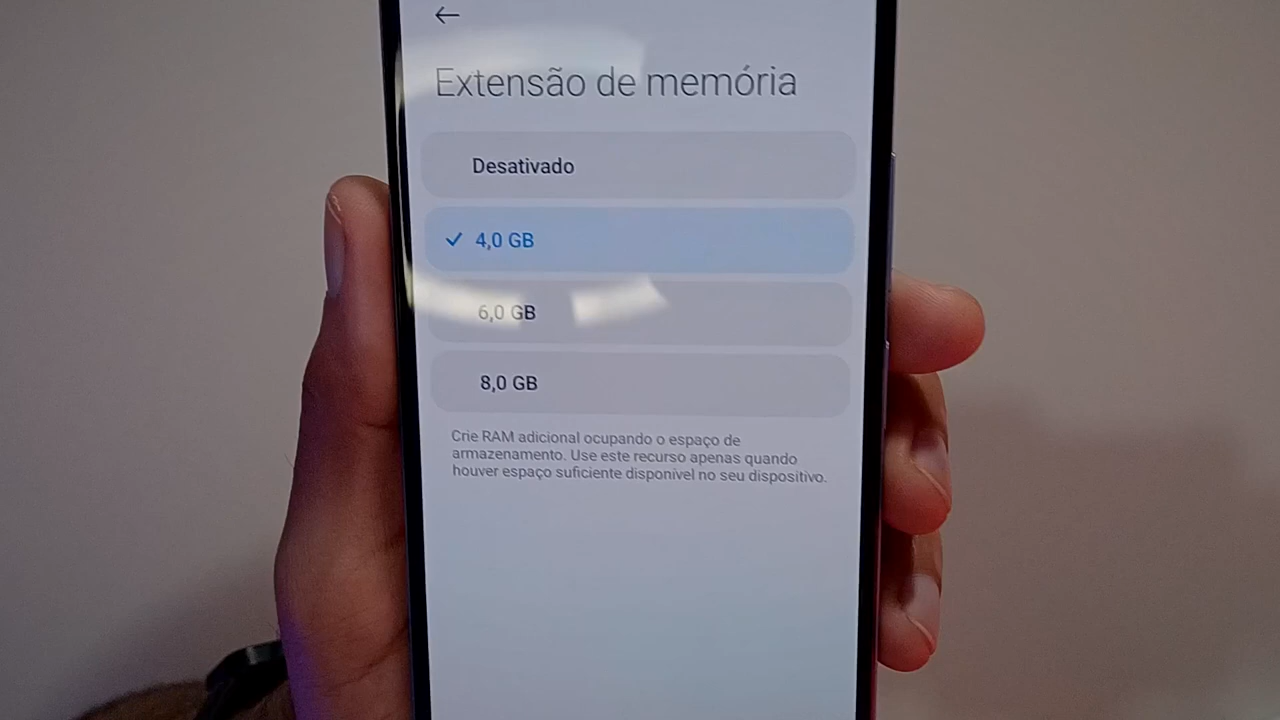 Extensão de memória
Desativado
4,0 GB
6,0 GB
8,0 GB
Crie RAM adicional ocupando o espaço de
armazenamento. Use este recurso apenas quando
houver espaço suficiente disponível no seu dispositivo.